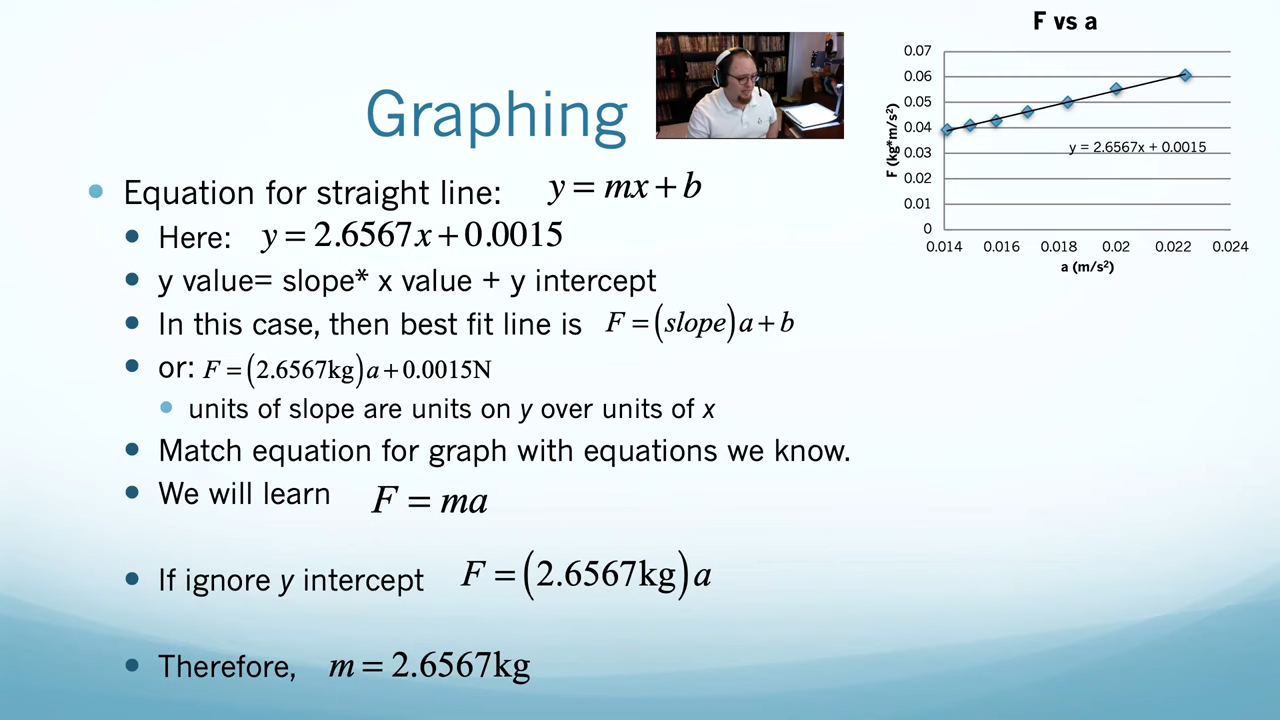 Graphing
Equation for straight line: y = mx + b
Here: y = 2.6567x + 0.0015
y value= slope* x value + y intercept
In this case, then best fit line is F = (slope)a + b
or: F = (2.6567kg)a + 0.0015N
units of slope are units on y over units of x
Match equation for graph with equations we know.
We will learn F = ma
If ignore y intercept F = (2.6567kg)a
Therefore, m = 2.6567kg
F vs a
F (kg*m/s²)
0.07
0.06
0.05
0.04
0.03
0.02
0.01
0
y = 2.6567x + 0.0015
0.014 0.016 0.018 0.02 0.022 0.024
a (m/s²)